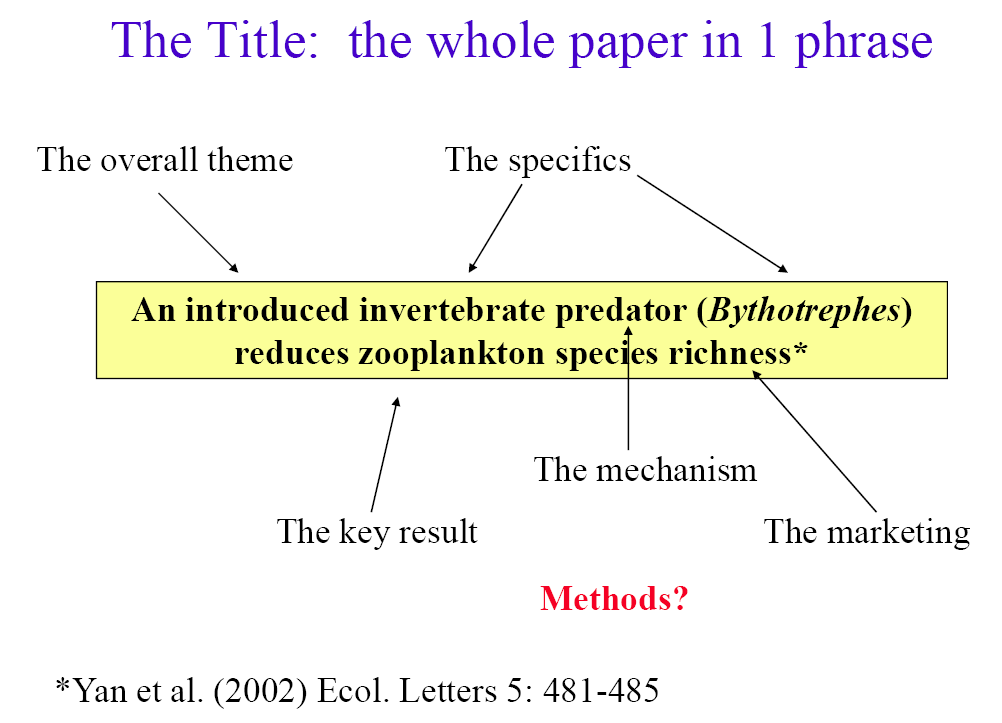 The Title: the whole paper in 1 phrase
The overall theme
The specifics
An introduced invertebrate predator (Bythotrephes)
reduces zooplankton species richness*
The mechanism
The key result
The marketing
Methods?
*Yan et al. (2002) Ecol. Letters 5: 481-485